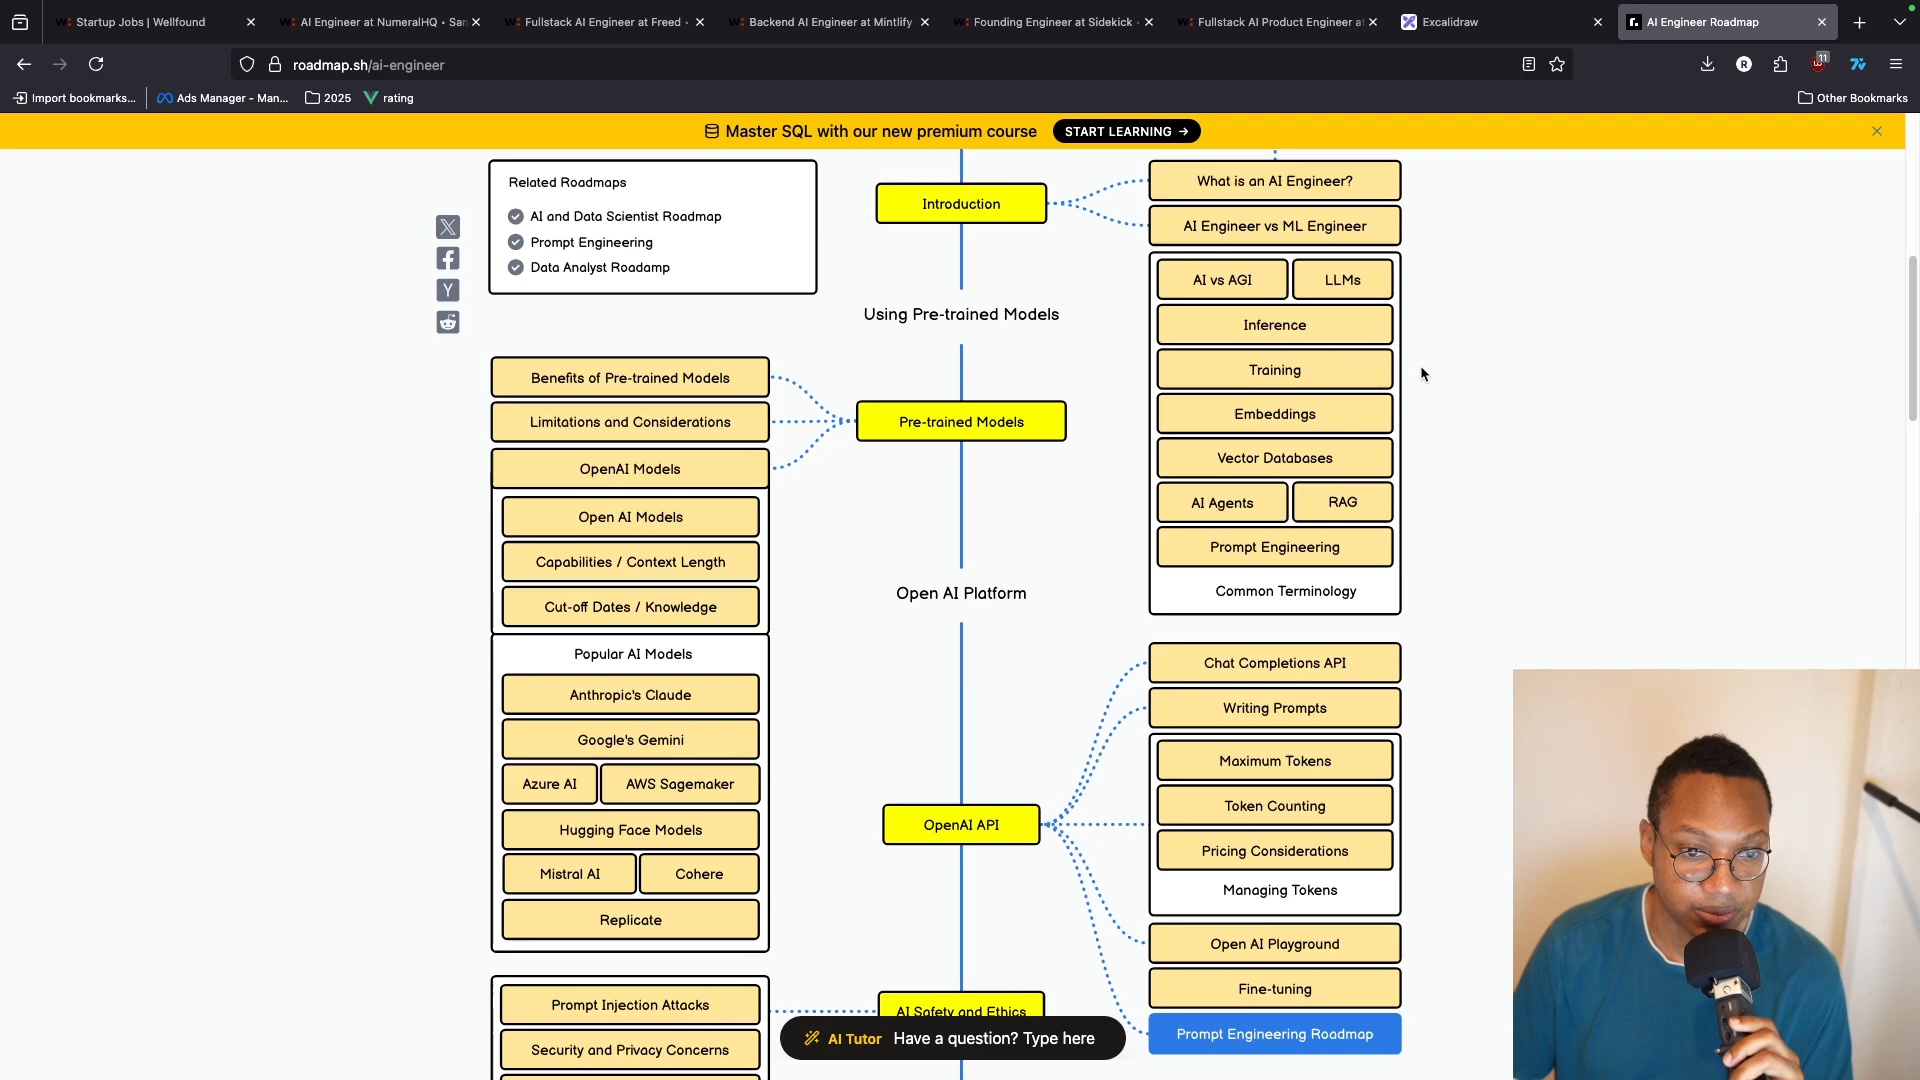 Startup Jobs | Wellfound
AI Engineer at NumeralHQ • San
Fullstack AI Engineer at Freed •
Backend AI Engineer at Mintlify
Founding Engineer at Sidekick •
Fullstack AI Product Engineer at
Excalidraw
AI Engineer Roadmap
roadmap.sh/ai-engineer
R
11
Import bookmarks...
Ads Manager - Man...
2025
rating
Other Bookmarks
Master SQL with our new premium course
START LEARNING →
Related Roadmaps
AI and Data Scientist Roadmap
Prompt Engineering
Data Analyst Roadamp
Introduction
What is an AI Engineer?
AI Engineer vs ML Engineer
AI vs AGI
LLMs
Inference
Training
Embeddings
Vector Databases
AI Agents
RAG
Prompt Engineering
Common Terminology
Using Pre-trained Models
Benefits of Pre-trained Models
Limitations and Considerations
OpenAI Models
Pre-trained Models
Open AI Models
Capabilities / Context Length
Cut-off Dates / Knowledge
Popular AI Models
Anthropic's Claude
Google's Gemini
Azure AI
AWS Sagemaker
Hugging Face Models
Mistral AI
Cohere
Replicate
Open AI Platform
Chat Completions API
Writing Prompts
Maximum Tokens
Token Counting
Pricing Considerations
Managing Tokens
OpenAI API
Open AI Playground
Fine-tuning
Prompt Engineering Roadmap
Prompt Injection Attacks
Security and Privacy Concerns
AI Safety and Ethics
AI Tutor Have a question? Type here